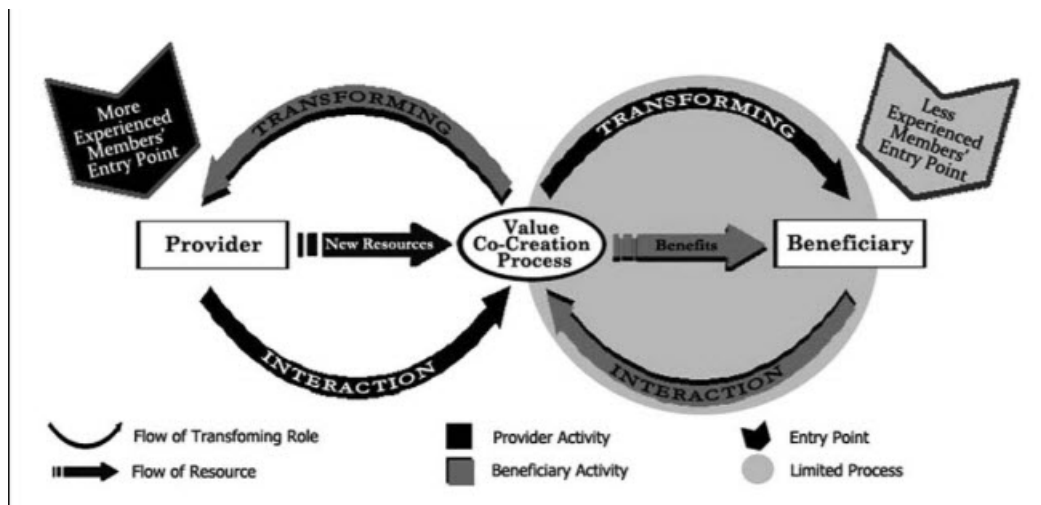 More
Experienced
Members'
Entry Point
TRANSFORMING
TRANSFORMING
Less
Experienced
Members'
Entry Point
Provider
New Resources
Value
Co-Creation
Process
Benefits
Beneficiary
INTERACTION
INTERACTION
Flow of Transfoming Role
Provider Activity
Entry Point
Flow of Resource
Beneficiary Activity
Limited Process